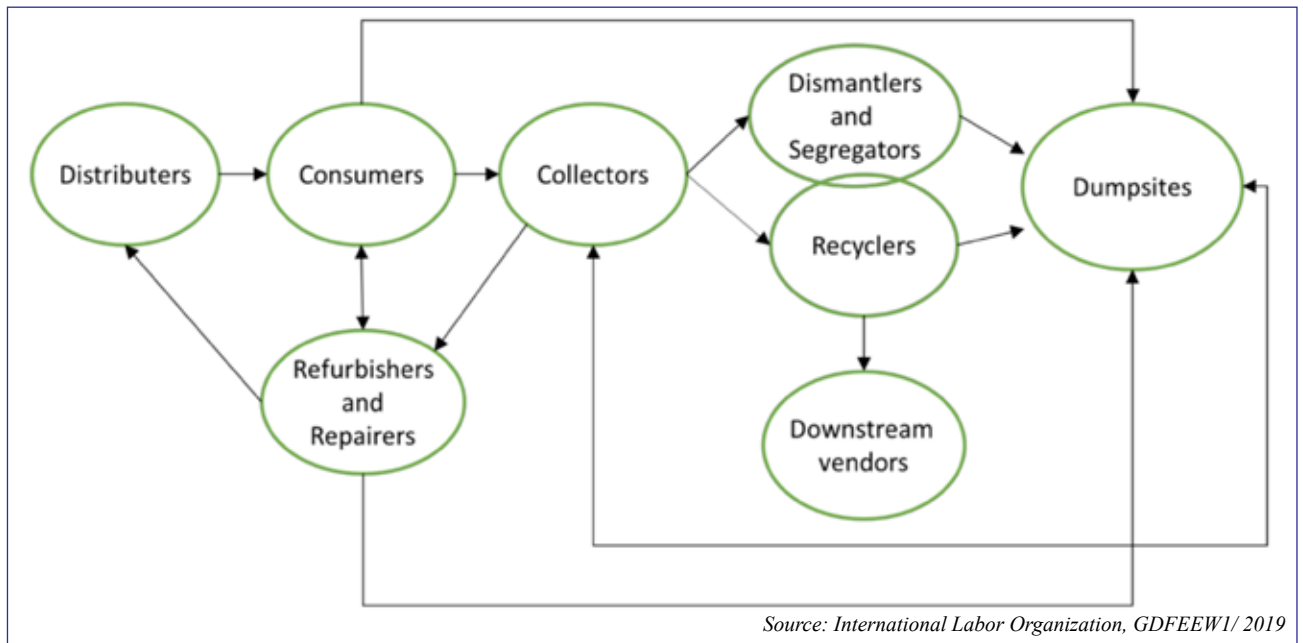 Distributers
Consumers
Collectors
Dismantlers
and
Segregators
Recyclers
Dumpsites
Refurbishers
and
Repairers
Downstream
vendors
Source: International Labor Organization, GDFEEW1/ 2019